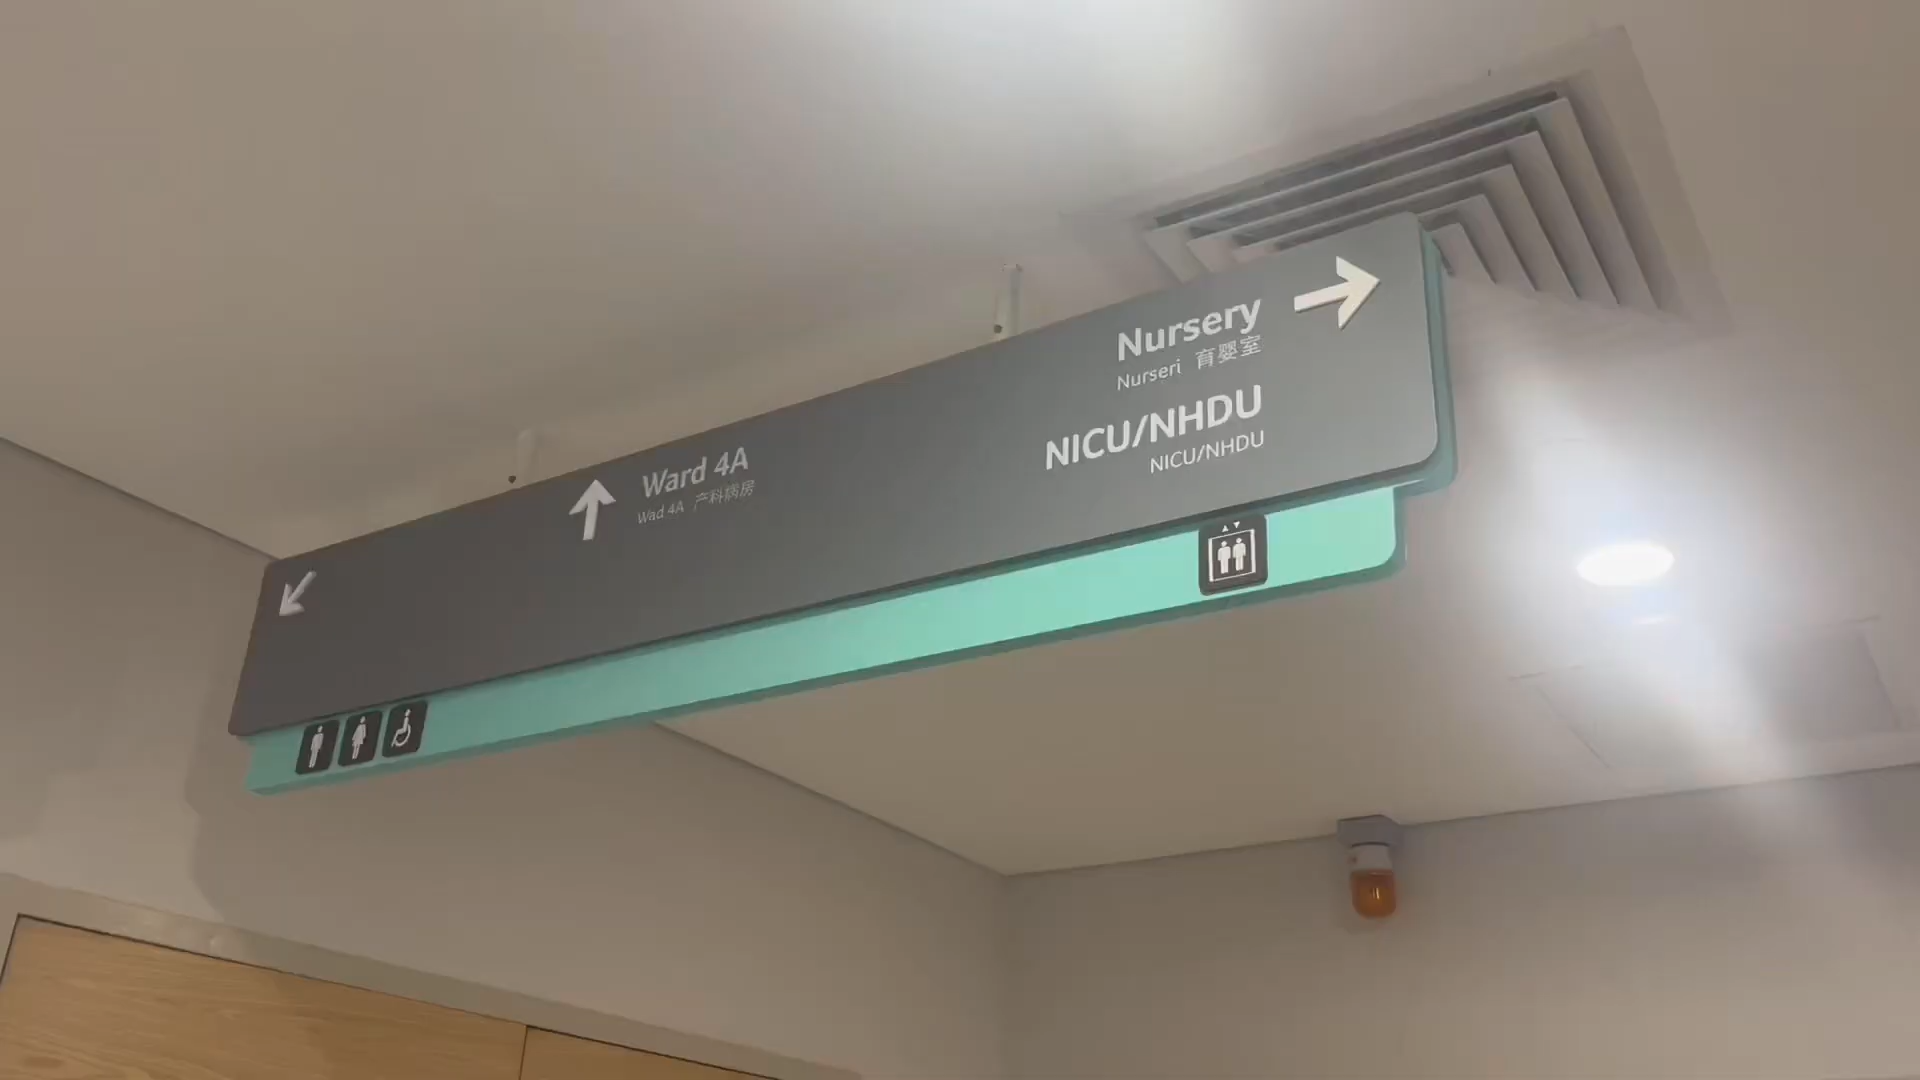 Ward 4A
Wad 4A 产科病房
Nursery
Nurseri 育婴室
NICU/NHDU
NICU/NHDU